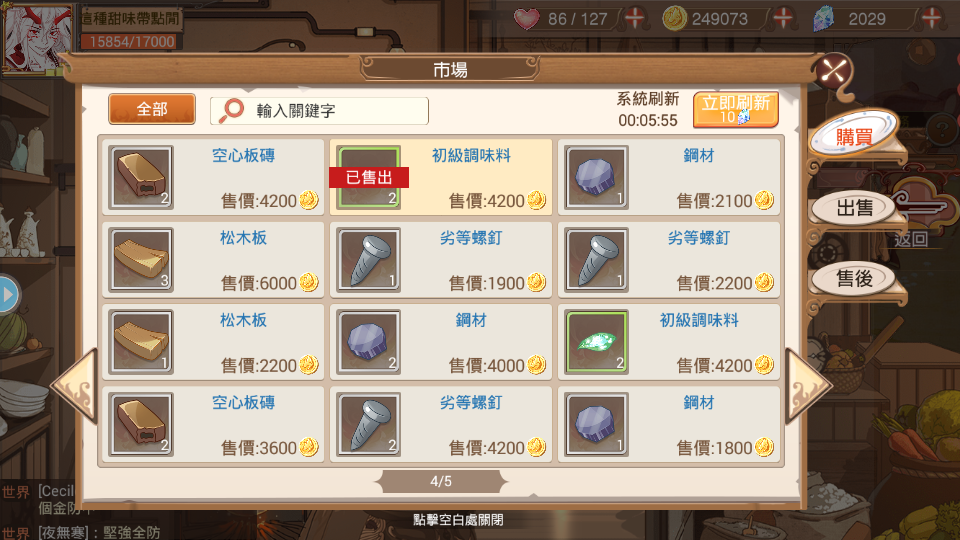 這種甜味帶點閒
15854/17000
86 / 127
249073
2029
市場
全部
輸入關鍵字
系統刷新
00:05:55
立即刷新
10
購買
出售
返回
售後
空心板磚
2
售價:4200
初級調味料
已售出
2
售價:4200
鋼材
1
售價:2100
松木板
3
售價:6000
劣等螺釘
1
售價:1900
劣等螺釘
1
售價:2200
松木板
1
售價:2200
鋼材
2
售價:4000
初級調味料
2
售價:4200
空心板磚
2
售價:3600
劣等螺釘
2
售價:4200
鋼材
1
售價:1800
4/5
點擊空白處關閉
世界 [Cecil
個金防
世界 [夜無寒]：堅強全防